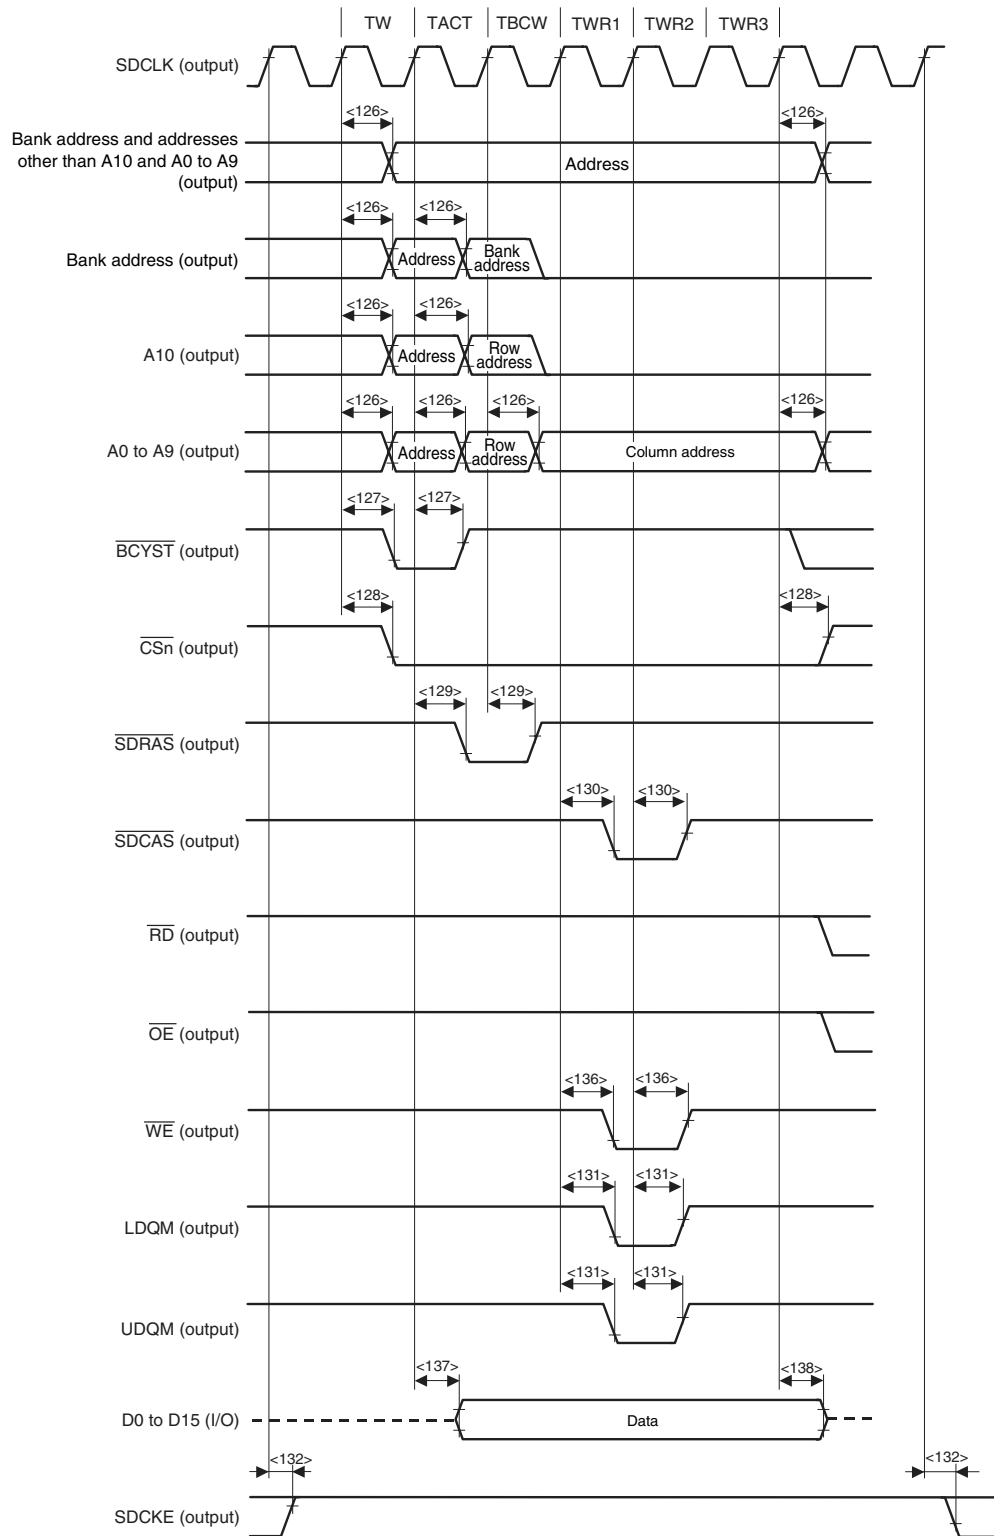 TW TACT TBCW TWR1 TWR2 TWR3
SDCLK (output)
<126> <126>
Bank address and addresses
other than A10 and A0 to A9
(output)
Address
<126> <126>
Bank address (output)
Address
Bank
address
<126> <126>
A10 (output)
Address
Row
address
<126> <126> <126> <126>
A0 to A9 (output)
Address
Row
address
Column address
<127> <127>
BCYST (output)
<128> <128>
CSn (output)
<129> <129>
SDRAS (output)
<130> <130>
SDCAS (output)
RD (output)
OE (output)
<136> <136>
WE (output)
<131> <131>
LDQM (output)
<131> <131>
UDQM (output)
<137> <138>
D0 to D15 (I/O)
Data
<132> <132>
SDCKE (output)